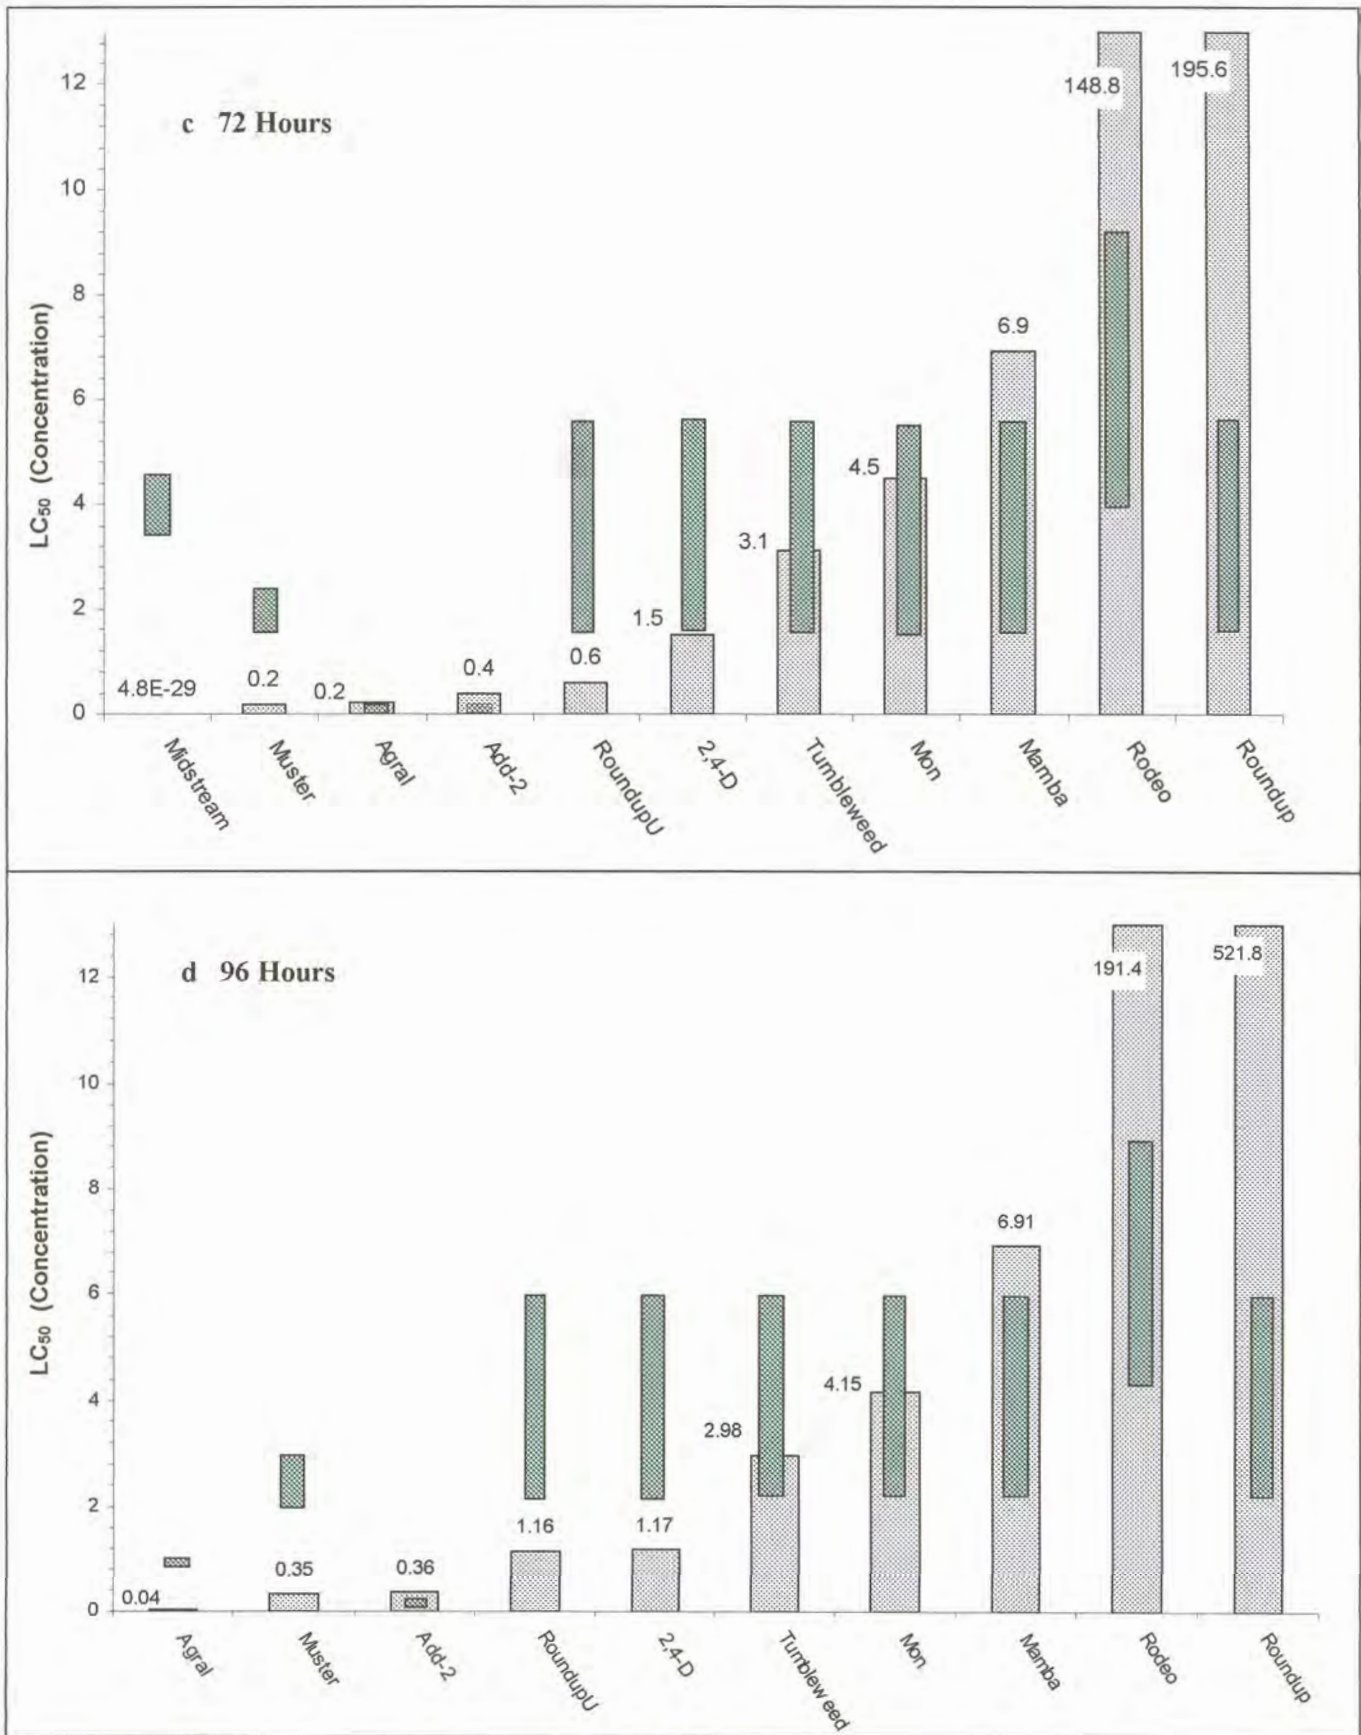 c 72 Hours
LC₅₀ (Concentration)
12
10
8
6
4
2
0
4.8E-29
0.2
0.2
0.4
0.6
1.5
3.1
4.5
6.9
148.8
195.6
Midstream
Muster
Agral
Add-2
RoundupU
2,4-D
Tumbleweed
Mon
Mamba
Rodeo
Roundup
d 96 Hours
LC₅₀ (Concentration)
12
10
8
6
4
2
0
0.04
0.35
0.36
1.16
1.17
2.98
4.15
6.91
191.4
521.8
Agral
Muster
Add-2
RoundupU
2,4-D
Tumbleweed
Mon
Mamba
Rodeo
Roundup